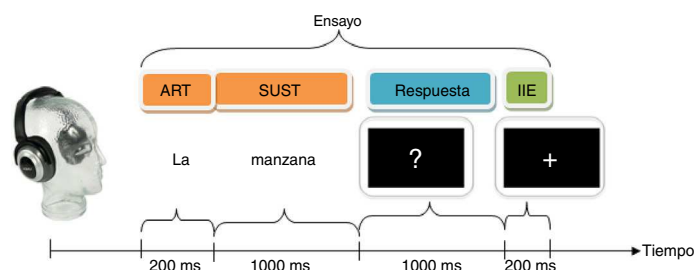 Ensayo
ART SUST Respuesta IIE
La manzana ? +
Tiempo
200 ms 1000 ms 1000 ms 200 ms